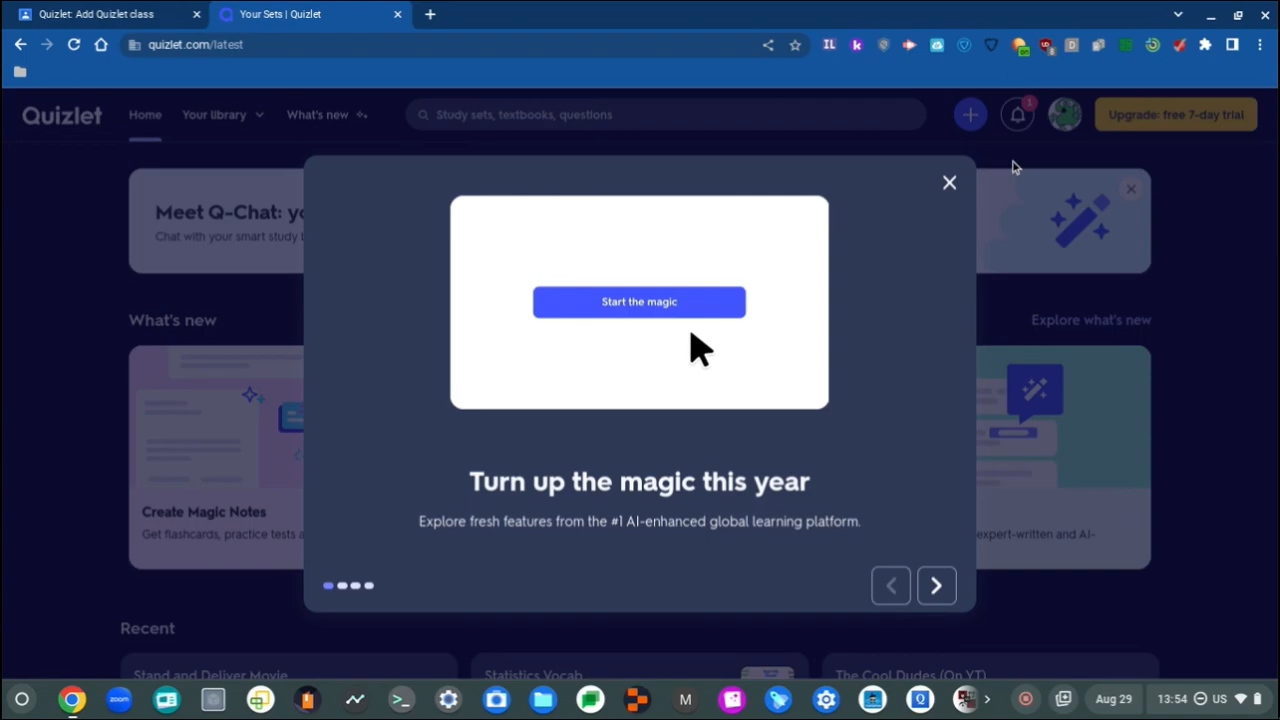 Quizlet: Add Quizlet class
Your Sets | Quizlet
quizlet.com/latest
Quizlet
Home
Your library
What's new
Study sets, textbooks, questions
1
Upgrade: free 7-day trial
Meet Q-Chat: yo
Chat with your smart study b
Start the magic
What's new
Explore what's new
Turn up the magic this year
Explore fresh features from the #1 AI-enhanced global learning platform.
Create Magic Notes
Get flashcards, practice tests a
expert-written and AI-
Recent
Stand and Deliver Movie
Statistics Vocab
The Cool Dudes (On YT)
zoom
M
Q
Aug 29
13:54
US